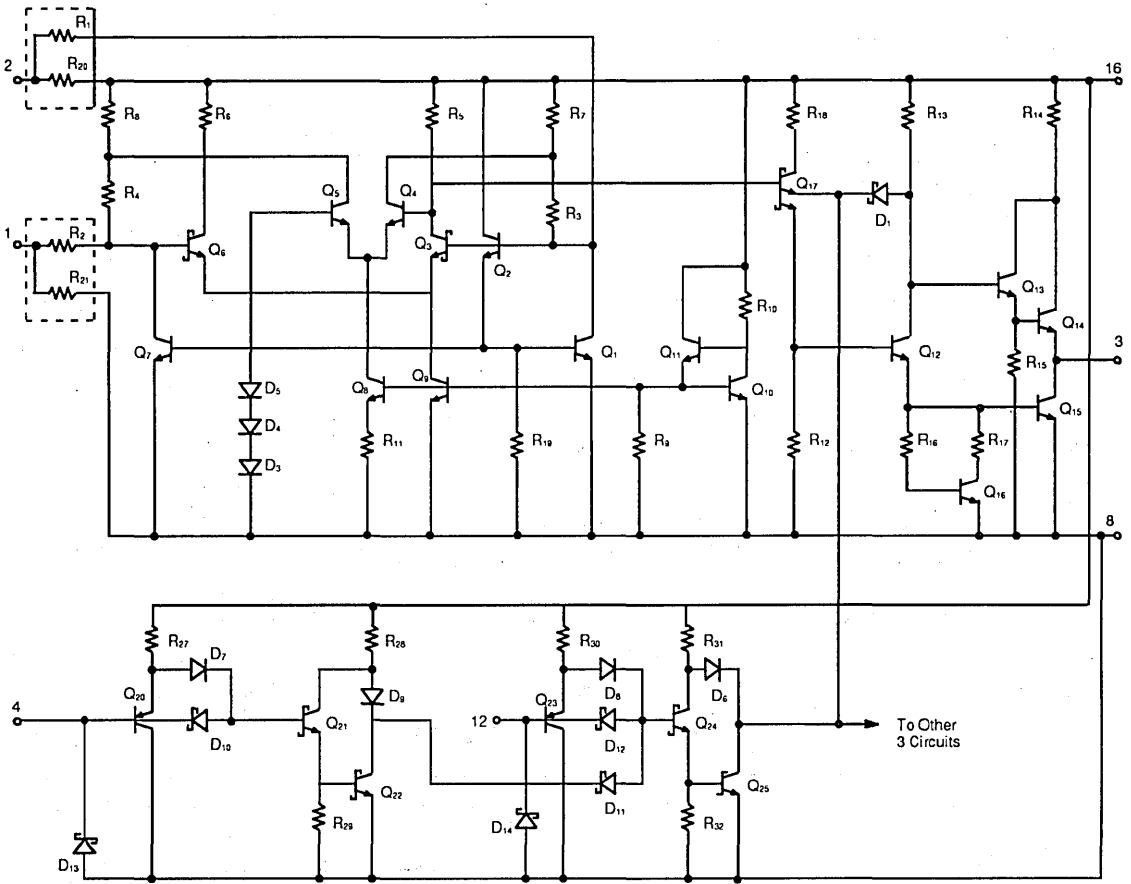 R1
2
R20
16
R8
R6
R5
R7
R18
R13
R14
Q5
Q4
Q17
R4
R3
D1
1
R2
Q6
Q3
Q2
R21
Q13
R10
Q14
Q7
Q1
Q11
Q12
R15
3
D5
Q8
Q9
Q10
Q15
D4
R11
R19
R9
R12
R16
R17
D3
Q16
8
R27
R28
R30
R31
D7
D8
D6
Q20
D9
Q23
4
12
Q21
Q24
To Other
3 Circuits
D10
D12
Q22
D11
Q25
R29
D14
R32
D13